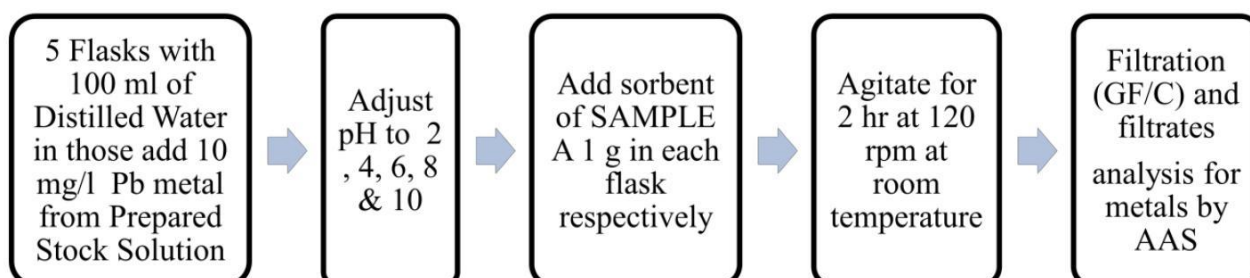 5 Flasks with
100 ml of
Distilled Water
in those add 10
mg/l Pb metal
from Prepared
Stock Solution
Adjust
pH to 2
, 4, 6, 8
& 10
Add sorbent
of SAMPLE
A 1 g in each
flask
respectively
Agitate for
2 hr at 120
rpm at
room
temperature
Filtration
(GF/C) and
filtrates
analysis for
metals by
AAS